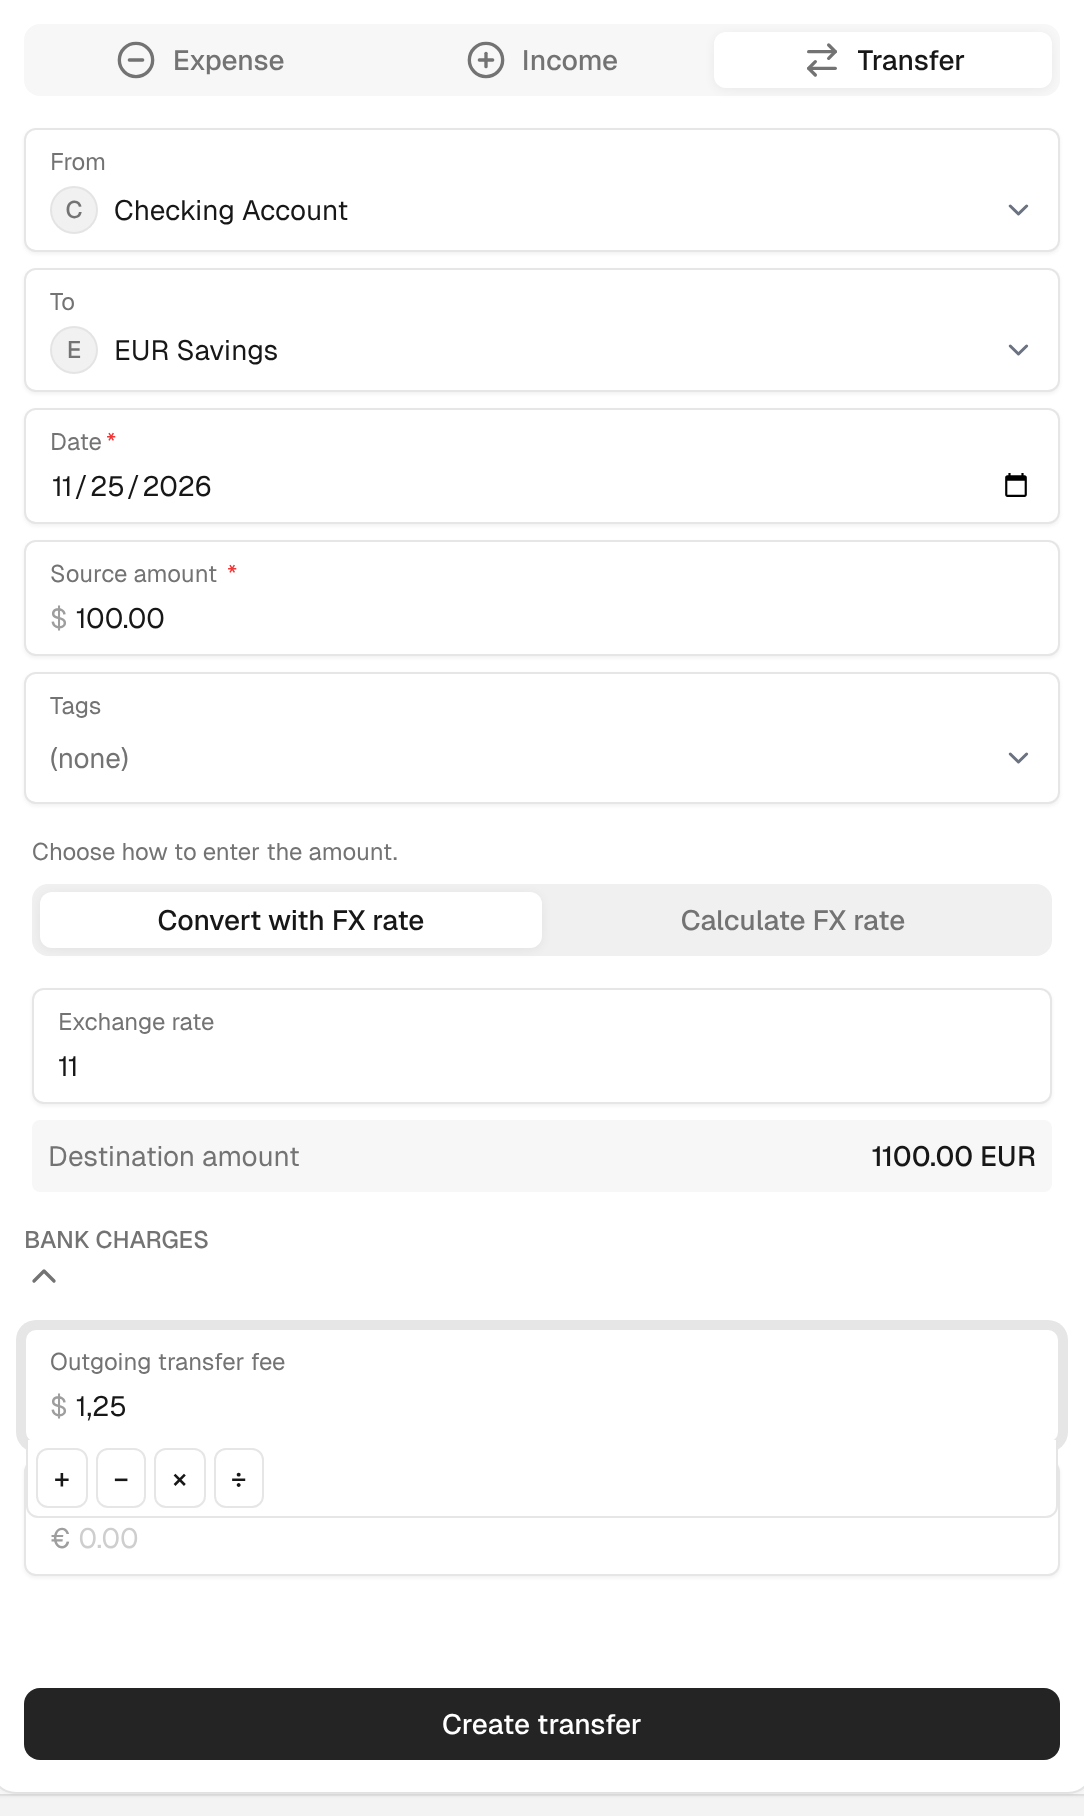 Expense
Income
Transfer
From
C Checking Account
To
E EUR Savings
Date*
11/25/2026
Source amount *
$ 100.00
Tags
(none)
Choose how to enter the amount.
Convert with FX rate
Calculate FX rate
Exchange rate
11
Destination amount 1100.00 EUR
BANK CHARGES
Outgoing transfer fee
$ 1,25
+ − × ÷
€ 0.00
Create transfer